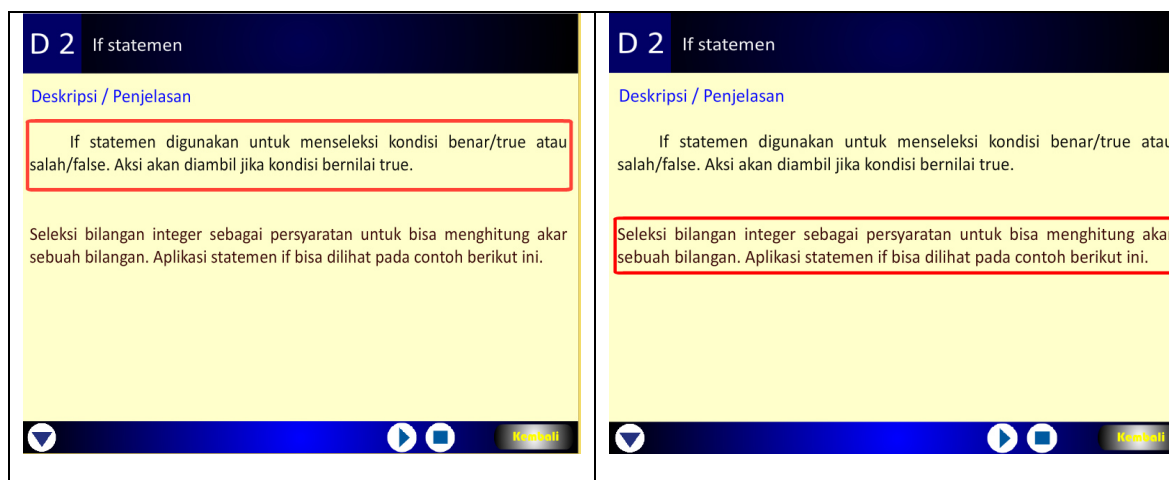 D 2 If statemen
Deskripsi / Penjelasan
If statemen digunakan untuk menseleksi kondisi benar/true atau
salah/false. Aksi akan diambil jika kondisi bernilai true.
Seleksi bilangan integer sebagai persyaratan untuk bisa menghitung akar
sebuah bilangan. Aplikasi statemen if bisa dilihat pada contoh berikut ini.
Kembali
D 2 If statemen
Deskripsi / Penjelasan
If statemen digunakan untuk menseleksi kondisi benar/true atau
salah/false. Aksi akan diambil jika kondisi bernilai true.
Seleksi bilangan integer sebagai persyaratan untuk bisa menghitung akar
sebuah bilangan. Aplikasi statemen if bisa dilihat pada contoh berikut ini.
Kembali